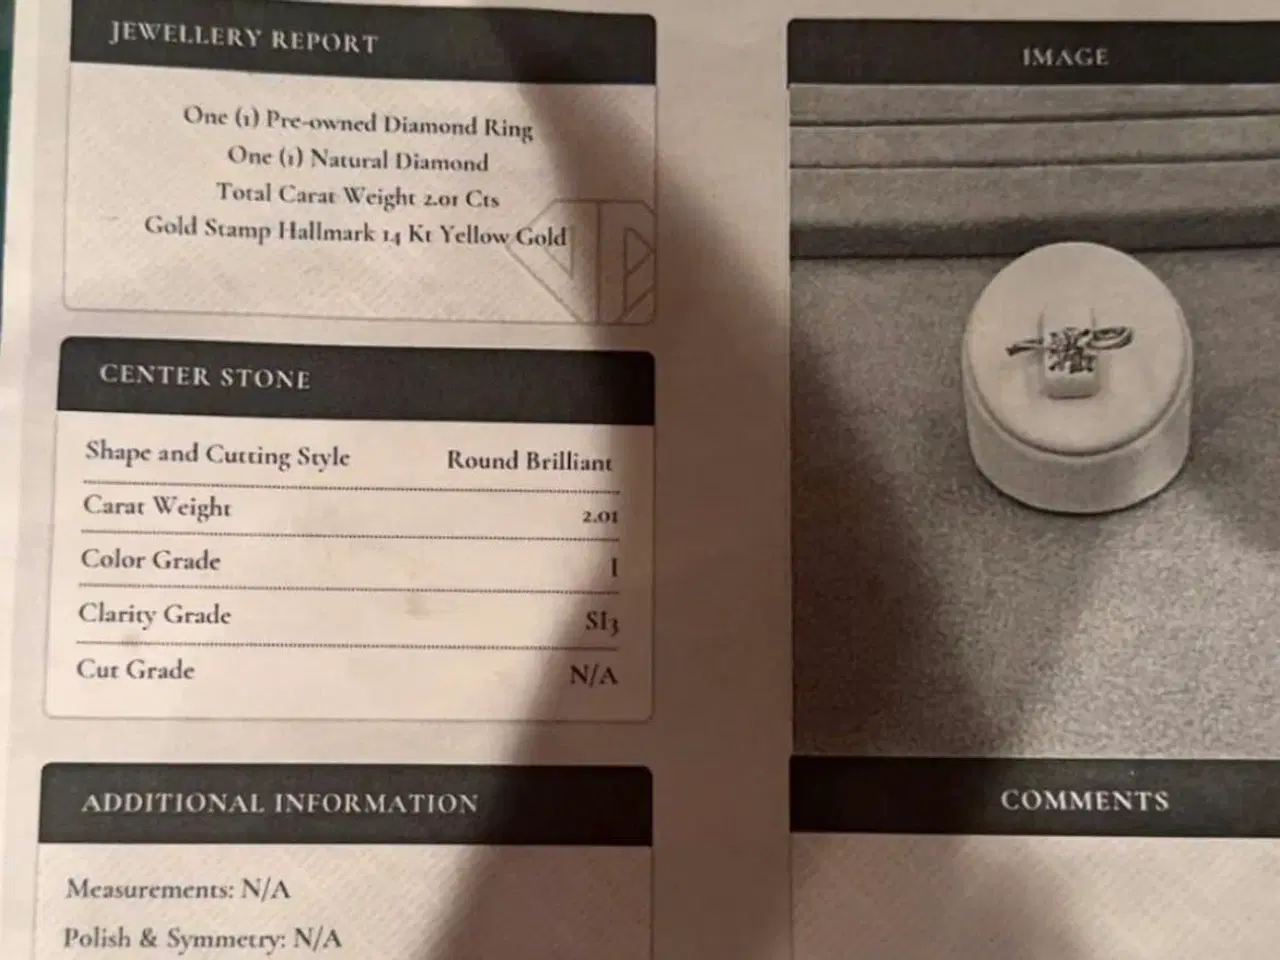 JEWELLERY REPORT
One (1) Pre-owned Diamond Ring
One (1) Natural Diamond
Total Carat Weight 2.01 Cts
Gold Stamp Hallmark 14 Kt Yellow Gold
CENTER STONE
Shape and Cutting Style Round Brilliant
Carat Weight 2.01
Color Grade I
Clarity Grade SI3
Cut Grade N/A
ADDITIONAL INFORMATION
Measurements: N/A
Polish & Symmetry: N/A
IMAGE
COMMENTS